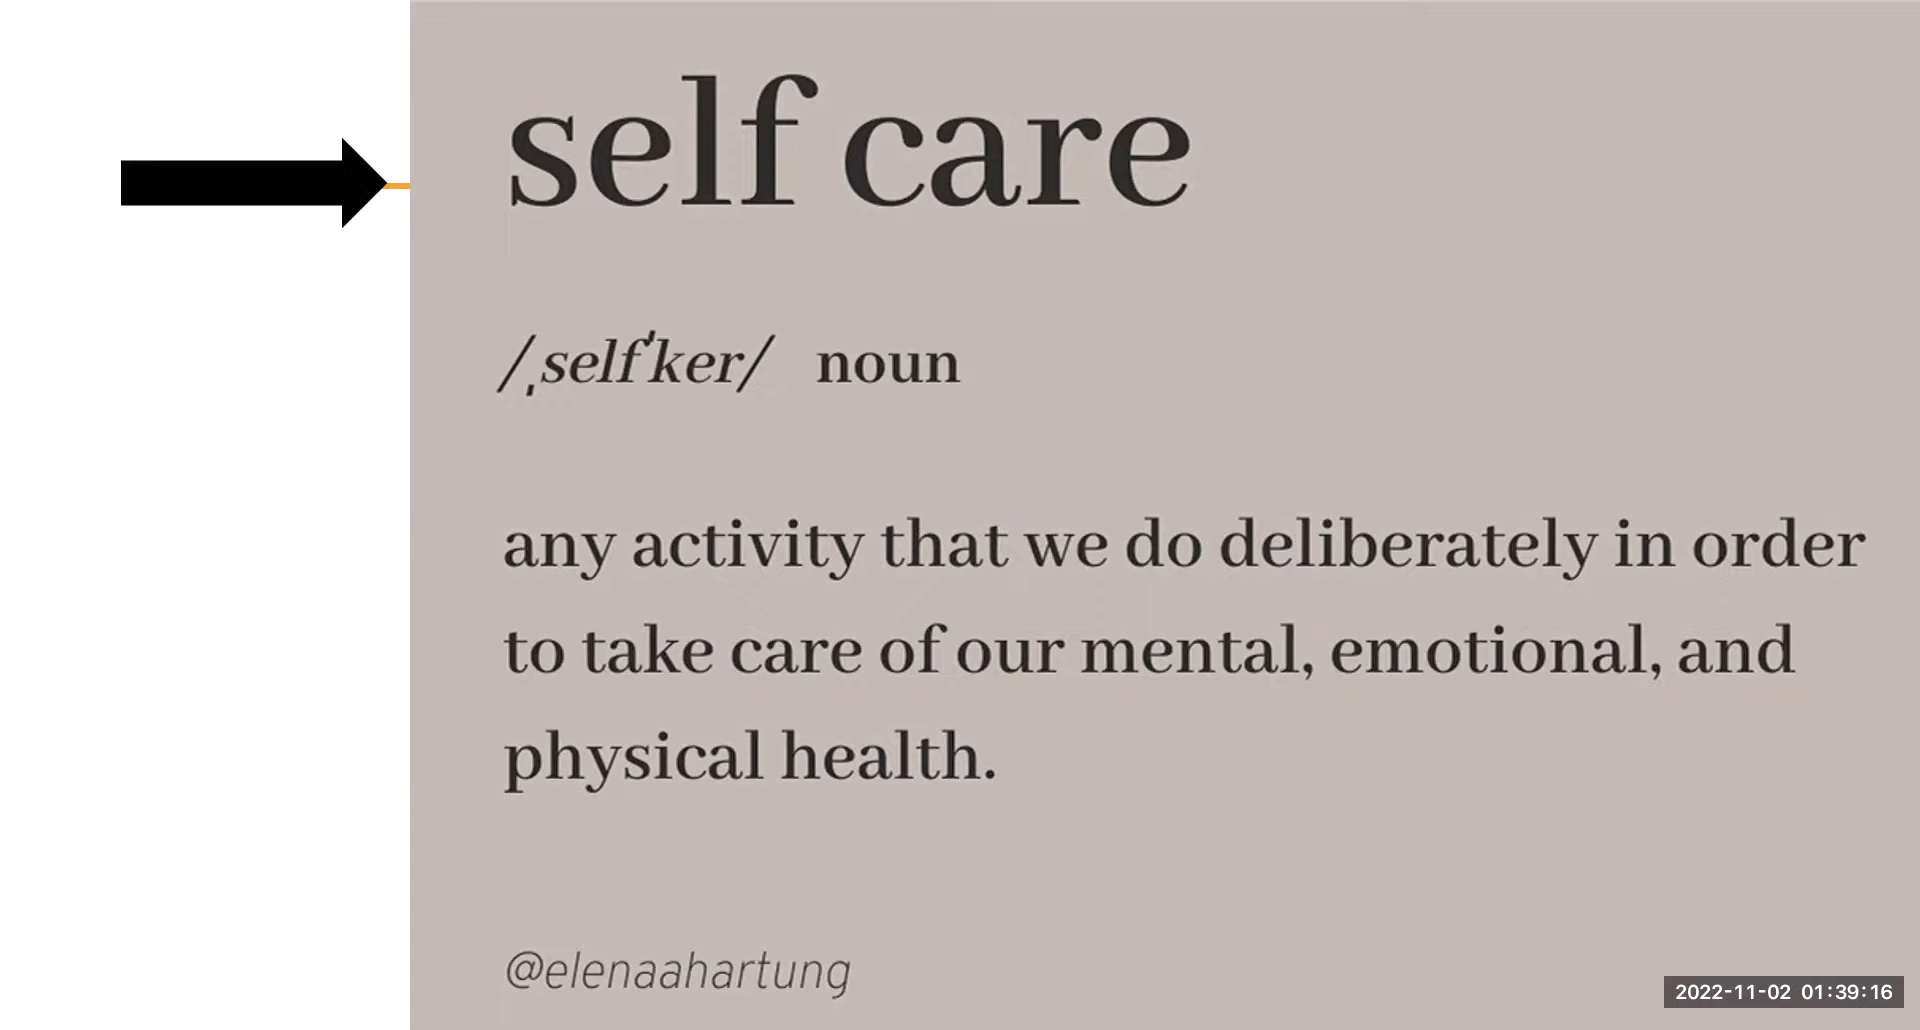 self care
/ˌselfˈker/ noun
any activity that we do deliberately in order
to take care of our mental, emotional, and
physical health.
@elenaahartung
2022-11-02 01:39:16